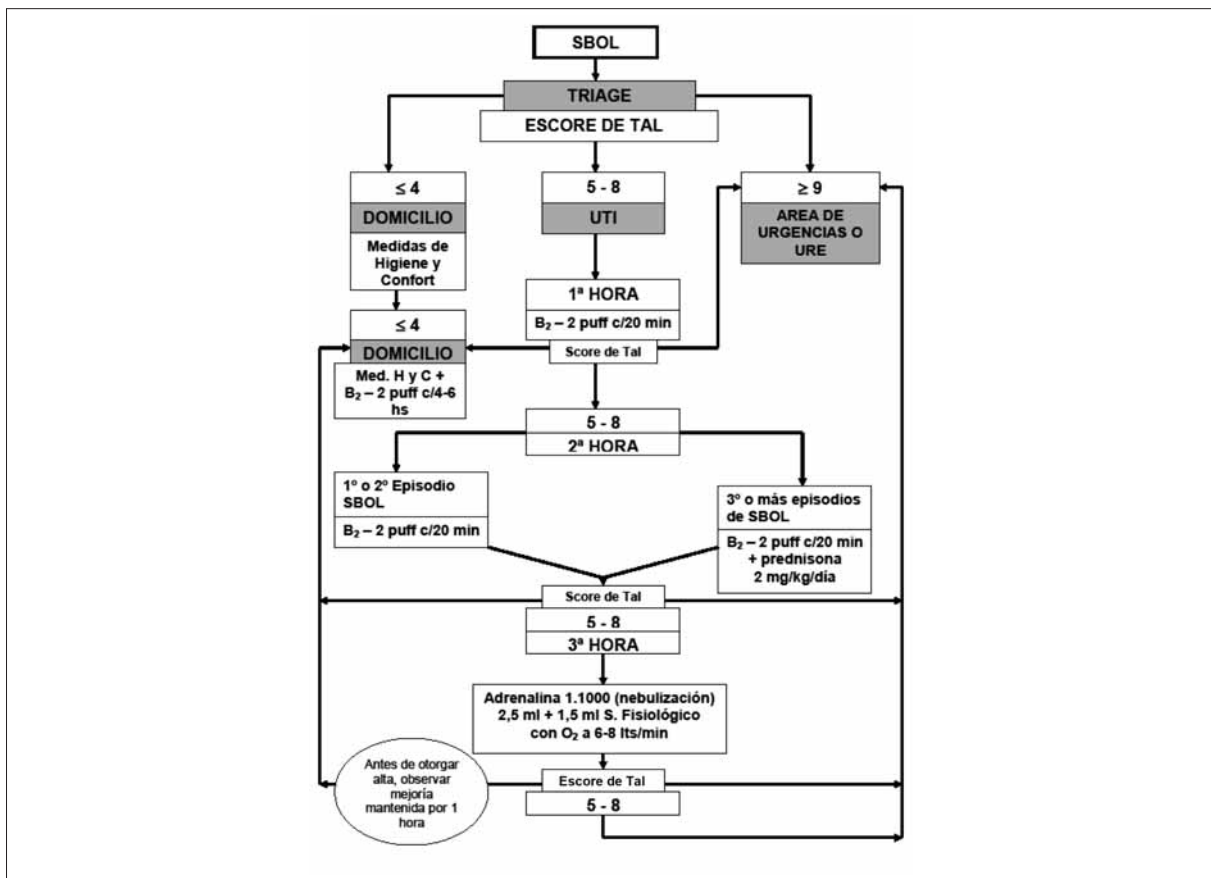 SBOL
TRIAGE
ESCORE DE TAL
≤ 4
DOMICILIO
Medidas de
Higiene y
Confort
5 - 8
UTI
≥ 9
AREA DE
URGENCIAS O
URE
1ª HORA
B₂ – 2 puff c/20 min
Score de Tal
≤ 4
DOMICILIO
Med. H y C +
B₂ – 2 puff c/4-6
hs
5 - 8
2ª HORA
1º o 2º Episodio
SBOL
B₂ – 2 puff c/20 min
3º o más episodios
de SBOL
B₂ – 2 puff c/20 min
+ prednisona
2 mg/kg/día
Score de Tal
5 - 8
3ª HORA
Adrenalina 1.1000 (nebulización)
2,5 ml + 1,5 ml S. Fisiológico
con O₂ a 6-8 lts/min
Antes de otorgar
alta, observar
mejoría
mantenida por 1
hora
Escore de Tal
5 - 8